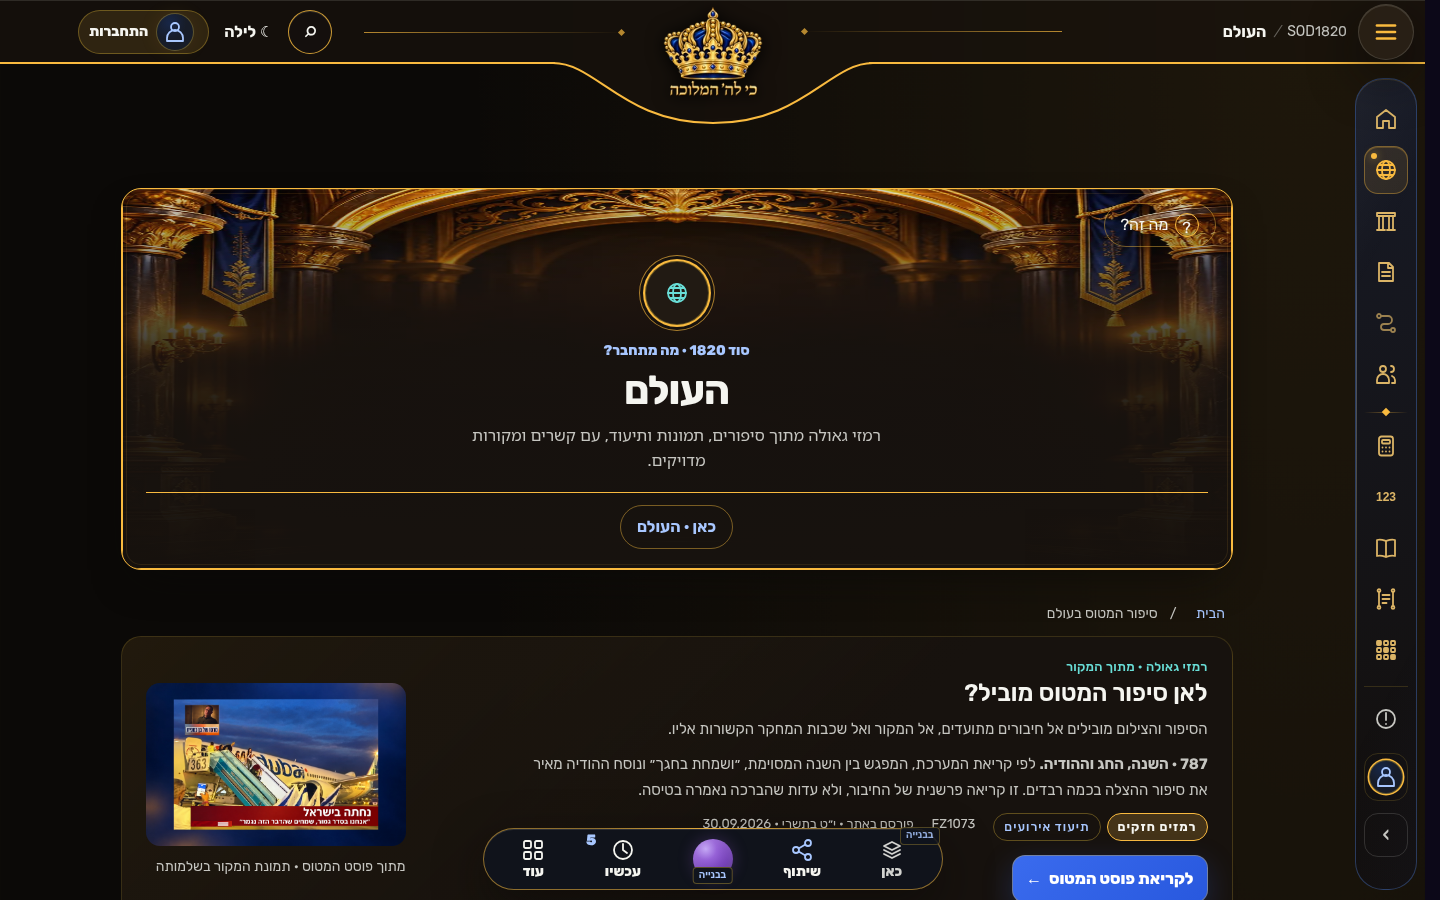 SOD1820 / העולם
☾ לילה
התחברות
כי לה' המלוכה
? מה זה?
סוד 1820 • מה מתחבר?
העולם
רמזי גאולה מתוך סיפורים, תמונות ותיעוד, עם קשרים ומקורות
מדויקים.
כאן • העולם
123
הבית / סיפור המטוס בעולם
רמזי גאולה • מתוך המקור
לאן סיפור המטוס מוביל?
הסיפור והצילום מובילים אל חיבורים מתועדים, אל המקור ואל שכבות המחקר הקשורות אליו.
787 • השנה, החג וההודיה. לפי קריאת המערכת, המפגש בין השנה המסוימת, ״ושמחת בחגך״ ונוסח ההודיה מאיר
את סיפור ההצלה בכמה רבדים. זו קריאה פרשנית של החיבור, ולא עדות שהברכה נאמרה בטיסה.
רמזים חזקים
תיעוד אירועים
FZ1073
פורסם באתר • י״ט בתשרי • 30.09.2026
לקריאת פוסט המטוס ←
363
נחתה בישראל
מתוך פוסט המטוס • תמונת המקור בשלמותה
בבנייה
כאן
שיתוף
בבנייה
5
עכשיו
עוד